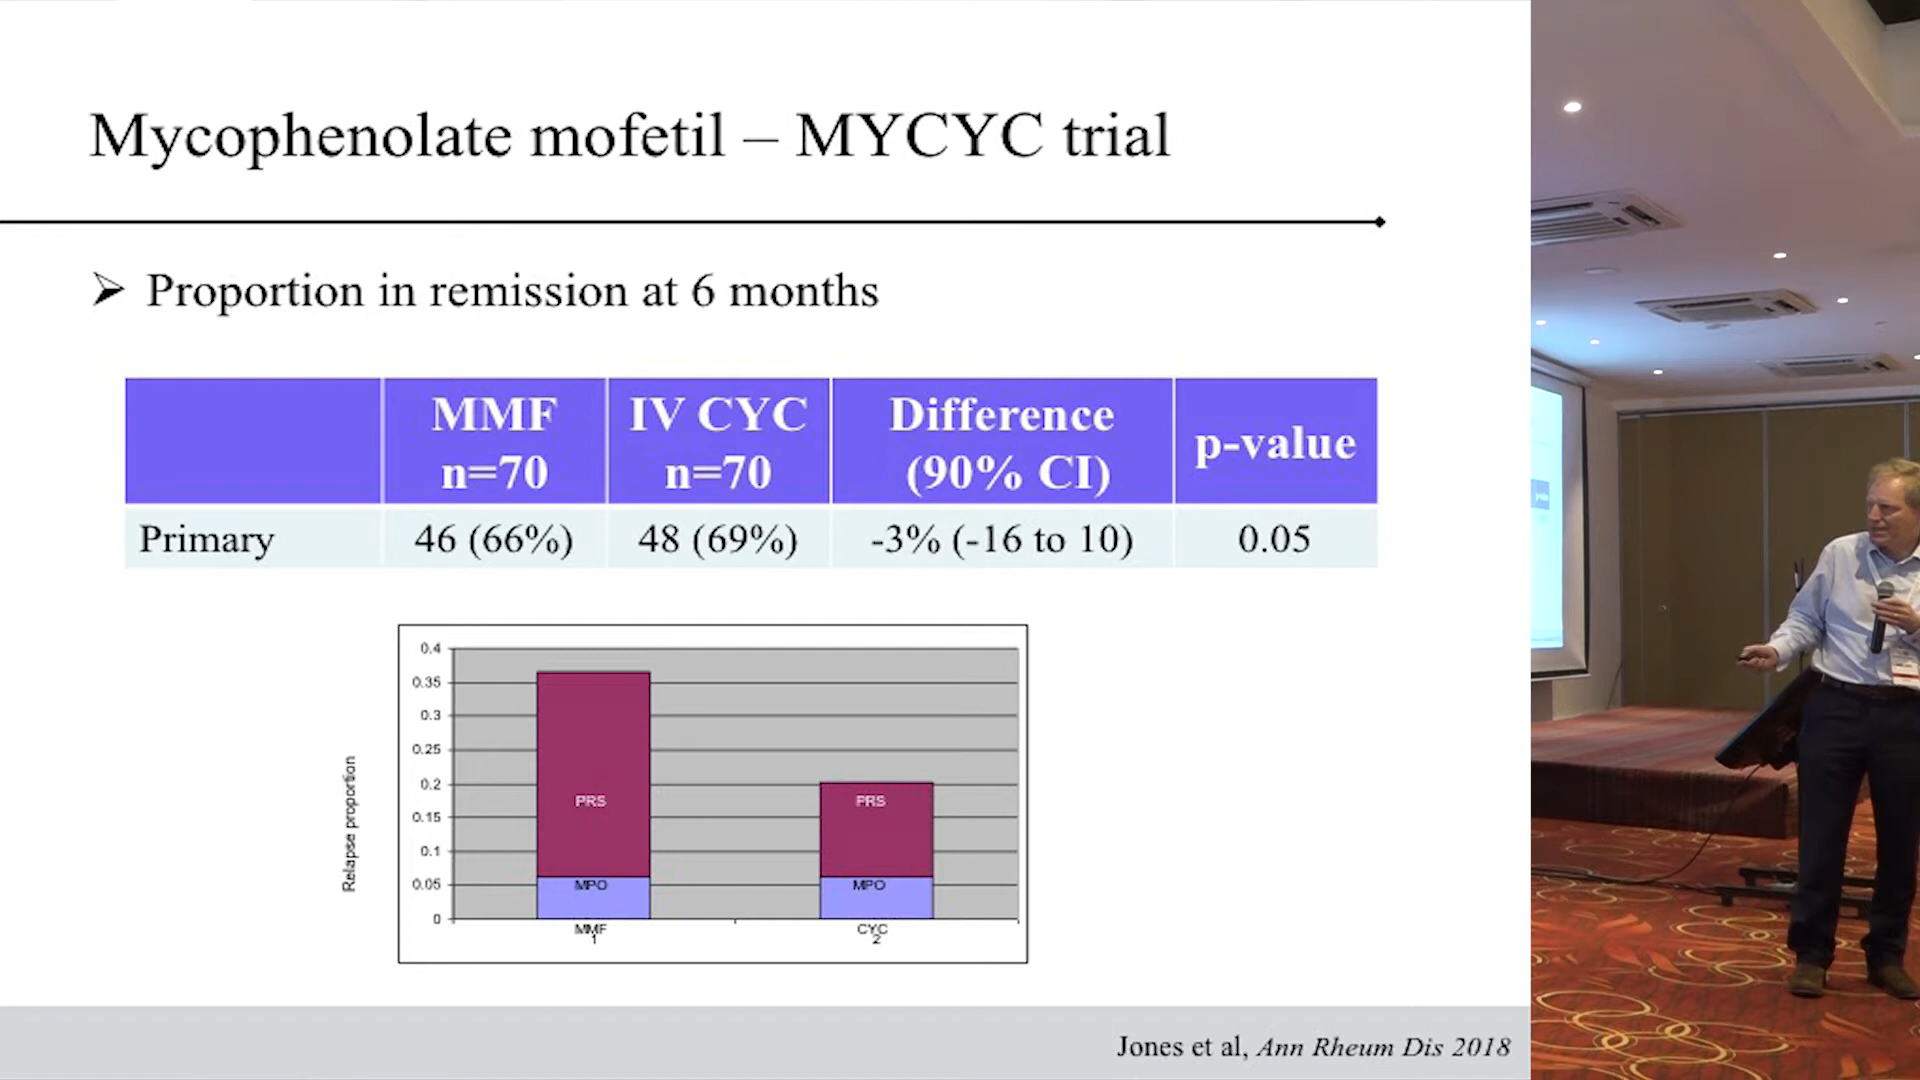 Mycophenolate mofetil – MYCYC trial
➢ Proportion in remission at 6 months
MMF n=70
IV CYC n=70
Difference (90% CI)
p-value
Primary 46 (66%) 48 (69%) -3% (-16 to 10) 0.05
Relapse proportion
0.4
0.35
0.3
0.25
0.2
0.15
0.1
0.05
0
PRS PRS
MPO MPO
MMF CYC
1 2
Jones et al, Ann Rheum Dis 2018